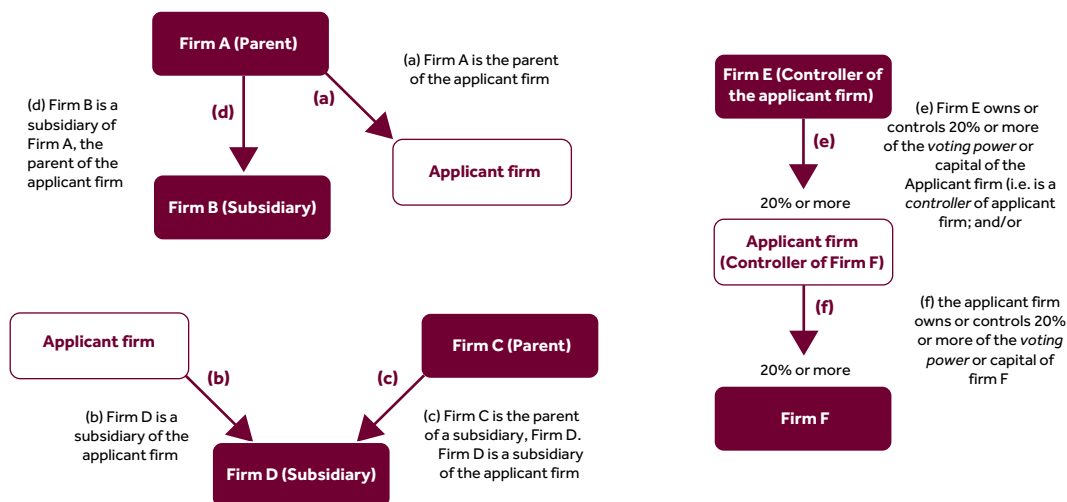 Firm A (Parent)
(a) Firm A is the parent
of the applicant firm
(d) Firm B is a
subsidiary of
Firm A, the
parent of the
applicant firm
(d)
(a)
Applicant firm
Firm B (Subsidiary)
Applicant firm
Firm C (Parent)
(b)
(c)
(b) Firm D is a
subsidiary of the
applicant firm
(c) Firm C is the parent
of a subsidiary, Firm D.
Firm D is a subsidiary
of the applicant firm
Firm D (Subsidiary)
Firm E (Controller of
the applicant firm)
(e)
(e) Firm E owns or
controls 20% or more
of the voting power or
capital of the
Applicant firm (i.e. is a
controller of applicant
firm; and/or
20% or more
Applicant firm
(Controller of Firm F)
(f)
(f) the applicant firm
owns or controls 20%
or more of the voting
power or capital of
firm F
20% or more
Firm F